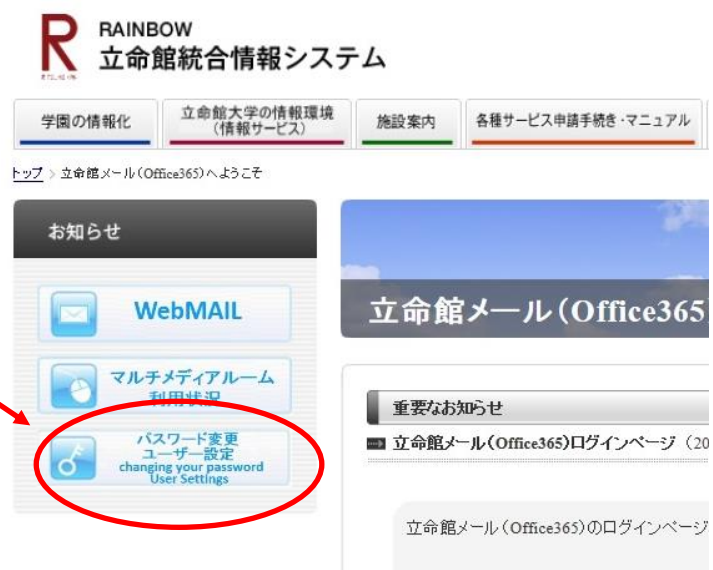 RAINBOW
立命館統合情報システム
学園の情報化
立命館大学の情報環境
（情報サービス）
施設案内
各種サービス申請手続き・マニュアル
トップ > 立命館メール(Office365)へようこそ
お知らせ
WebMAIL
マルチメディアルーム
利用状況
パスワード変更
ユーザー設定
changing your password
User Settings
立命館メール（Office365
重要なお知らせ
立命館メール(Office365)ログインページ（20
立命館メール(Office365)のログインページ